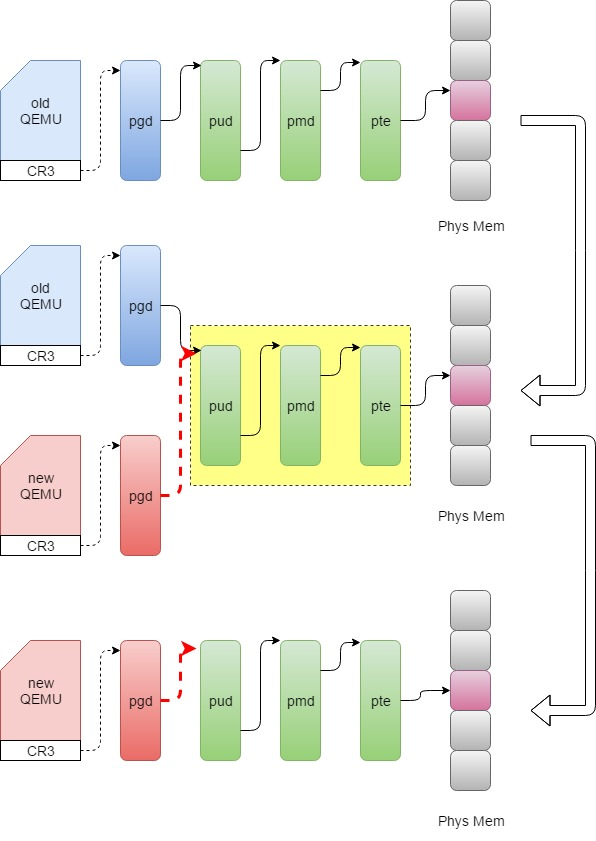 old
QEMU
CR3
pgd
pud
pmd
pte
Phys Mem
old
QEMU
CR3
pgd
pud
pmd
pte
new
QEMU
CR3
pgd
Phys Mem
new
QEMU
CR3
pgd
pud
pmd
pte
Phys Mem